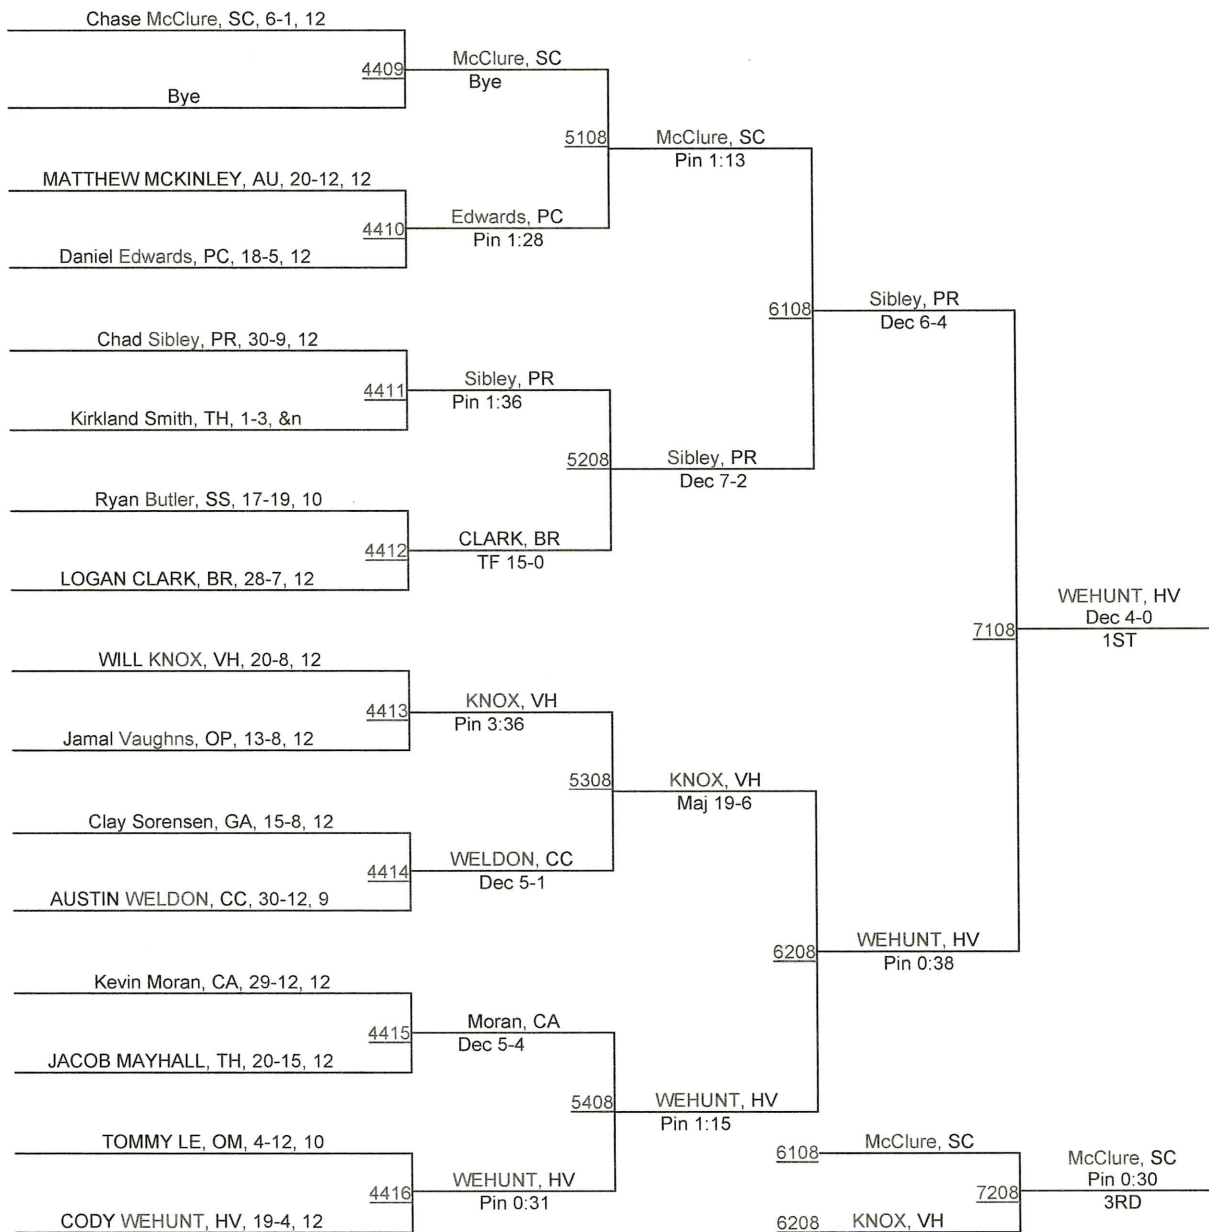 Chase McClure, SC, 6-1, 12
4409
McClure, SC
Bye
Bye
5108
McClure, SC
Pin 1:13
MATTHEW MCKINLEY, AU, 20-12, 12
4410
Edwards, PC
Pin 1:28
Daniel Edwards, PC, 18-5, 12
6108
Sibley, PR
Dec 6-4
Chad Sibley, PR, 30-9, 12
4411
Sibley, PR
Pin 1:36
Kirkland Smith, TH, 1-3, &n
5208
Sibley, PR
Dec 7-2
Ryan Butler, SS, 17-19, 10
4412
CLARK, BR
TF 15-0
LOGAN CLARK, BR, 28-7, 12
7108
WEHUNT, HV
Dec 4-0
1ST
WILL KNOX, VH, 20-8, 12
4413
KNOX, VH
Pin 3:36
Jamal Vaughns, OP, 13-8, 12
5308
KNOX, VH
Maj 19-6
Clay Sorensen, GA, 15-8, 12
4414
WELDON, CC
Dec 5-1
AUSTIN WELDON, CC, 30-12, 9
6208
WEHUNT, HV
Pin 0:38
Kevin Moran, CA, 29-12, 12
4415
Moran, CA
Dec 5-4
JACOB MAYHALL, TH, 20-15, 12
5408
WEHUNT, HV
Pin 1:15
TOMMY LE, OM, 4-12, 10
4416
WEHUNT, HV
Pin 0:31
CODY WEHUNT, HV, 19-4, 12
6108
McClure, SC
7208
McClure, SC
Pin 0:30
3RD
6208
KNOX, VH